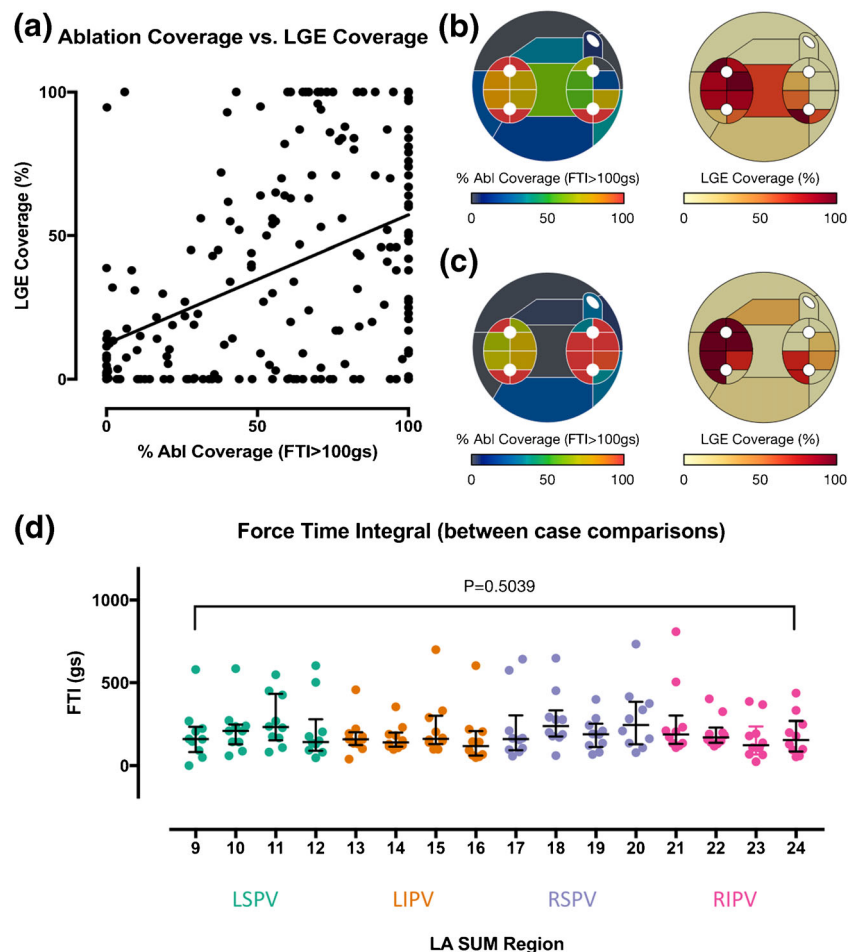 (a)
Ablation Coverage vs. LGE Coverage
LGE Coverage (%)
100
50
0
0 50 100
% Abl Coverage (FTI>100gs)
(b)
% Abl Coverage (FTI>100gs)
0 50 100
LGE Coverage (%)
0 50 100
(c)
% Abl Coverage (FTI>100gs)
0 50 100
LGE Coverage (%)
0 50 100
(d)
Force Time Integral (between case comparisons)
P=0.5039
FTI (gs)
1000
500
0
9 10 11 12 13 14 15 16 17 18 19 20 21 22 23 24
LSPV LIPV RSPV RIPV
LA SUM Region